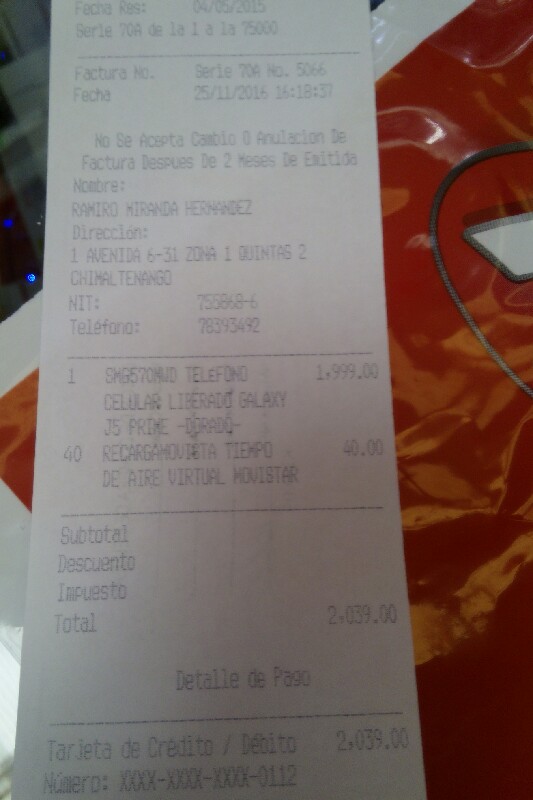 Fecha Res: 04/05/2015
Serie 70A de la 1 a la 75000
Factura No. Serie 70A No. 5066
Fecha 25/11/2016 16:18:37
No Se Acepta Cambio O Anulacion De
Factura Despues De 2 Meses De Emitida
Nombre:
RAMIRO MIRANDA HERNANDEZ
Dirección:
1 AVENIDA 6-31 ZONA 1 QUINTAG 2
CHIMALTENANGO
NIT: 755868-6
Teléfono: 78393492
1 SMG570MWD TELEFONO 1,999.00
CELULAR LIBERADO GALAXY
J5 PRIME -DORADO-
40 RECARGAMOVISTA TIEMPO 40.00
DE AIRE VIRTUAL MOVISTAR
Subtotal
Descuento
Impuesto
Total 2,039.00
Detalle de Pago
Tarjeta de Crédito / Débito 2,039.00
Número: XXXX-XXXX-XXXX-0112